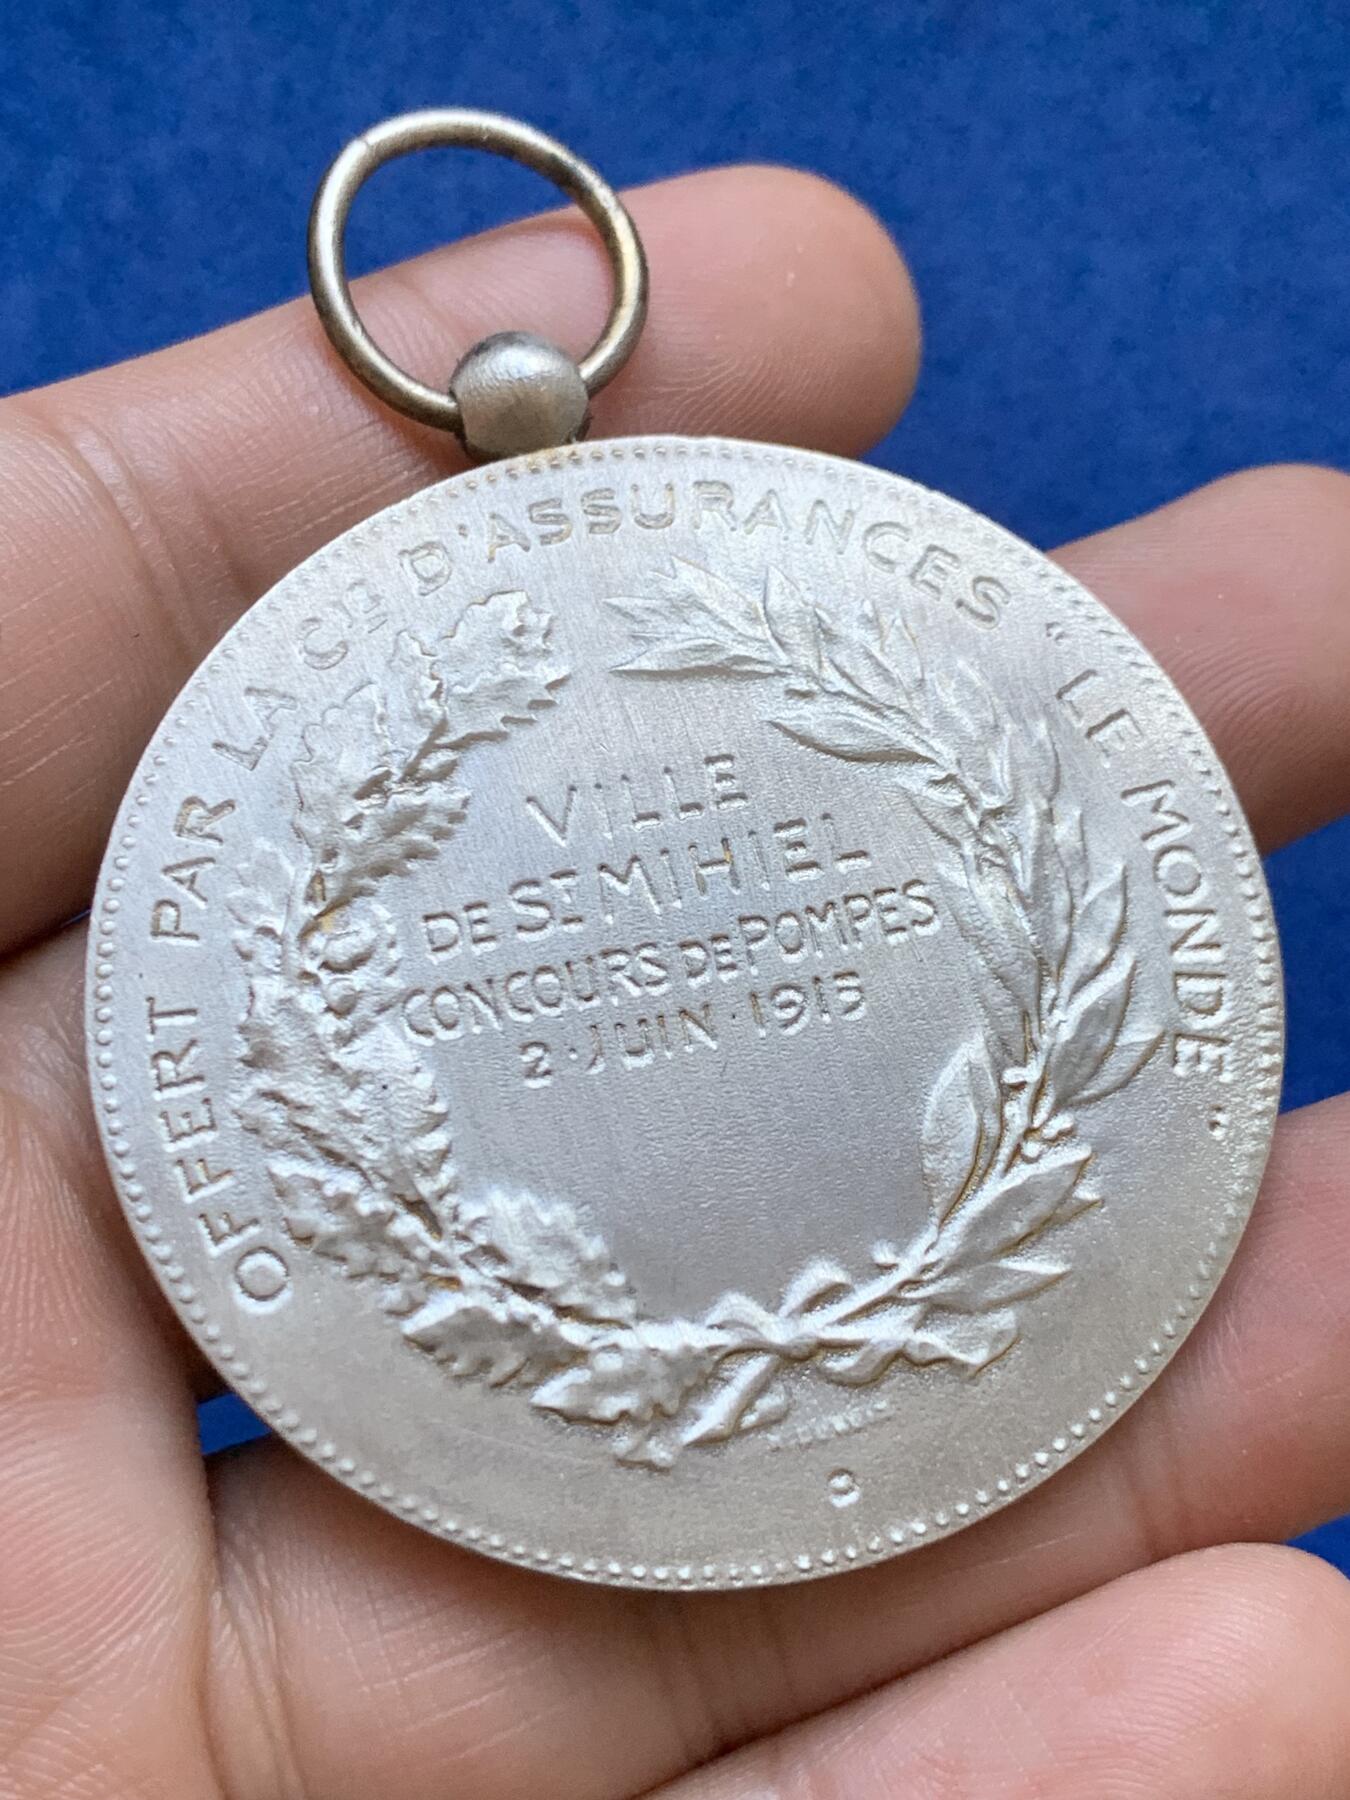 OFFERT PAR LA CIE D'ASSURANCES "LE MONDE"
VILLE
DE ST MIHIEL
CONCOURS DE POMPES
2·JUIN·1913